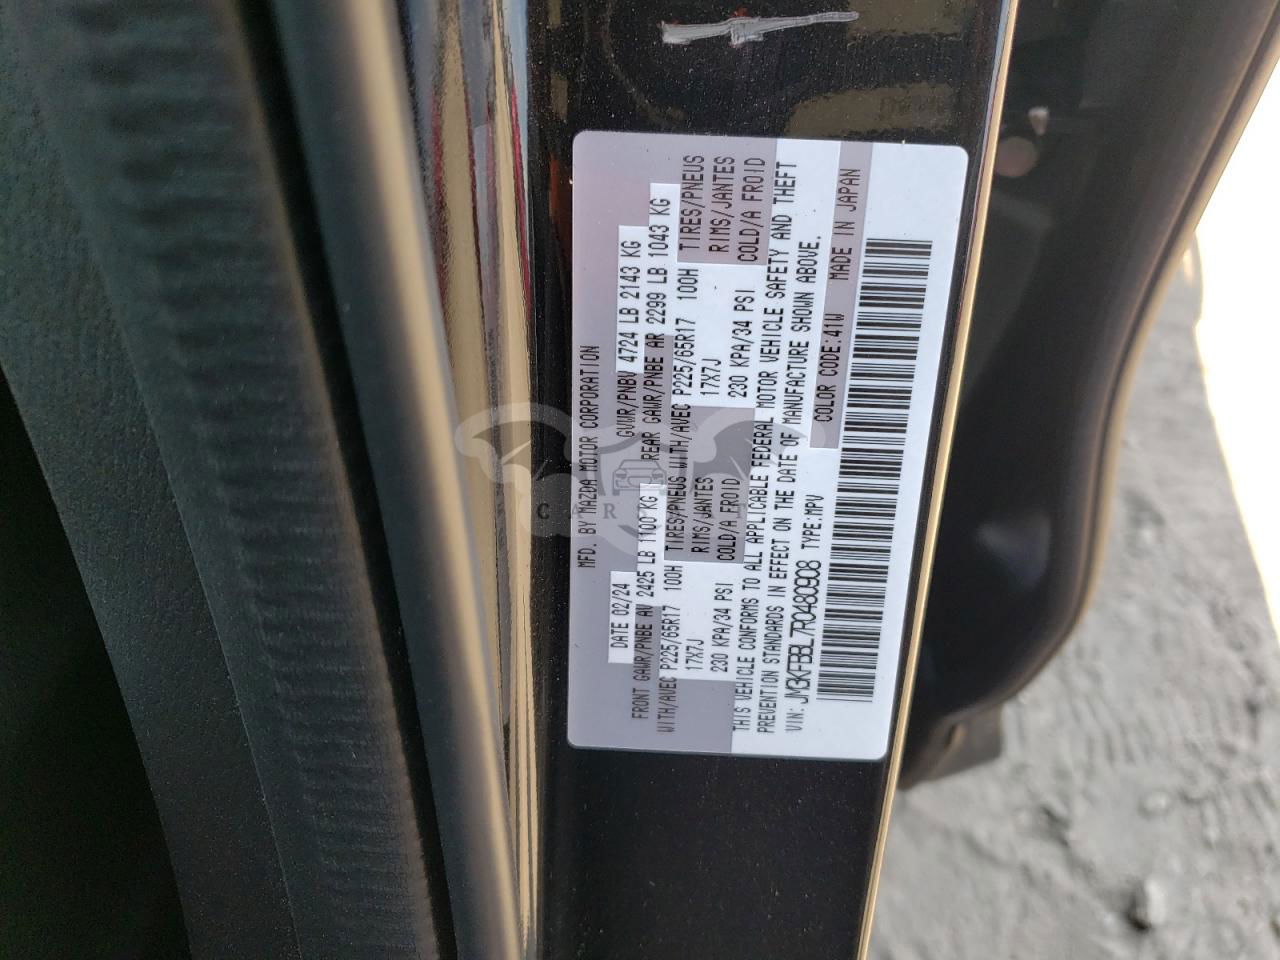 MFD. BY MAZDA MOTOR CORPORATION
DATE 02/24 GVWR/PNBV 4724 LB 2143 KG
FRONT GAWR/PNBE AV 2425 LB 1100 KG REAR GAWR/PNBE AR 2299 LB 1043 KG
WITH/AVEC P225/65R17 100H TIRES/PNEUS WITH/AVEC P225/65R17 100H TIRES/PNEUS
17X7J RIMS/JANTES 17X7J RIMS/JANTES
230 KPA/34 PSI COLD/A FROID 230 KPA/34 PSI COLD/A FROID
THIS VEHICLE CONFORMS TO ALL APPLICABLE FEDERAL MOTOR VEHICLE SAFETY AND THEFT
PREVENTION STANDARDS IN EFFECT ON THE DATE OF MANUFACTURE SHOWN ABOVE.
VIN: JM3KFBBL7R0480908 TYPE:MPV COLOR CODE:41W MADE IN JAPAN